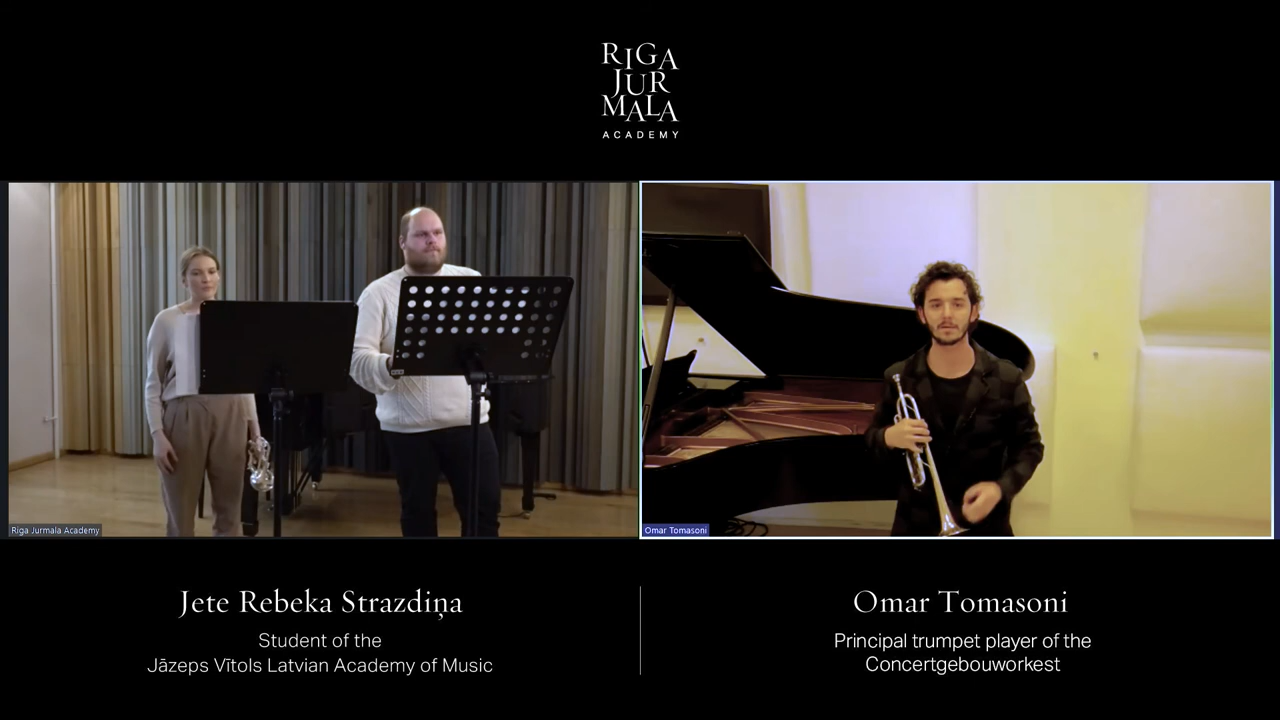 RIGA
JUR
MALA
ACADEMY
Riga Jurmala Academy
Omar Tomasoni
Jete Rebeka Strazdiņa
Student of the
Jāzeps Vītols Latvian Academy of Music
Omar Tomasoni
Principal trumpet player of the
Concertgebouworkest